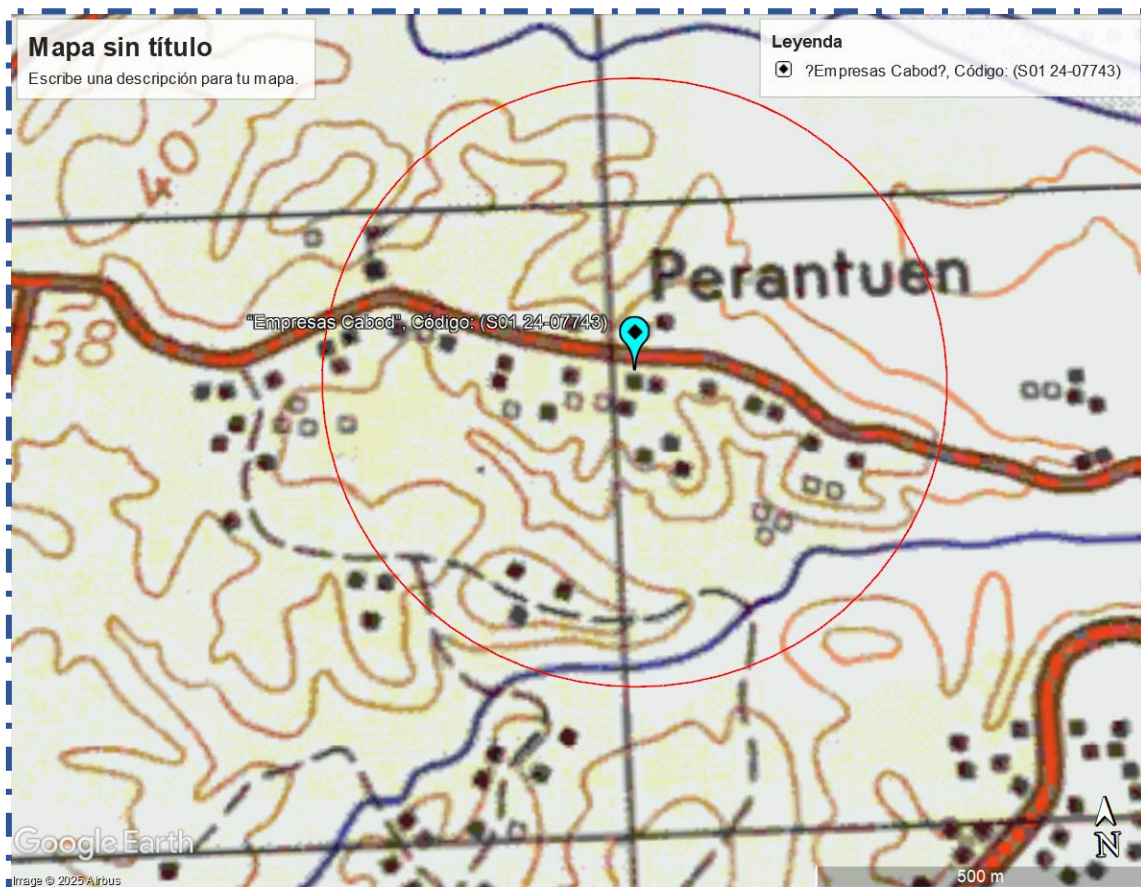 Mapa sin título
Escribe una descripción para tu mapa.
Leyenda
?Empresas Cabod?, Código: (S01 24-07743)
40
Perantuen
"Empresas Cabod", Código: (S01 24-07743)
38
Google Earth
Image © 2025 Airbus
N
500 m